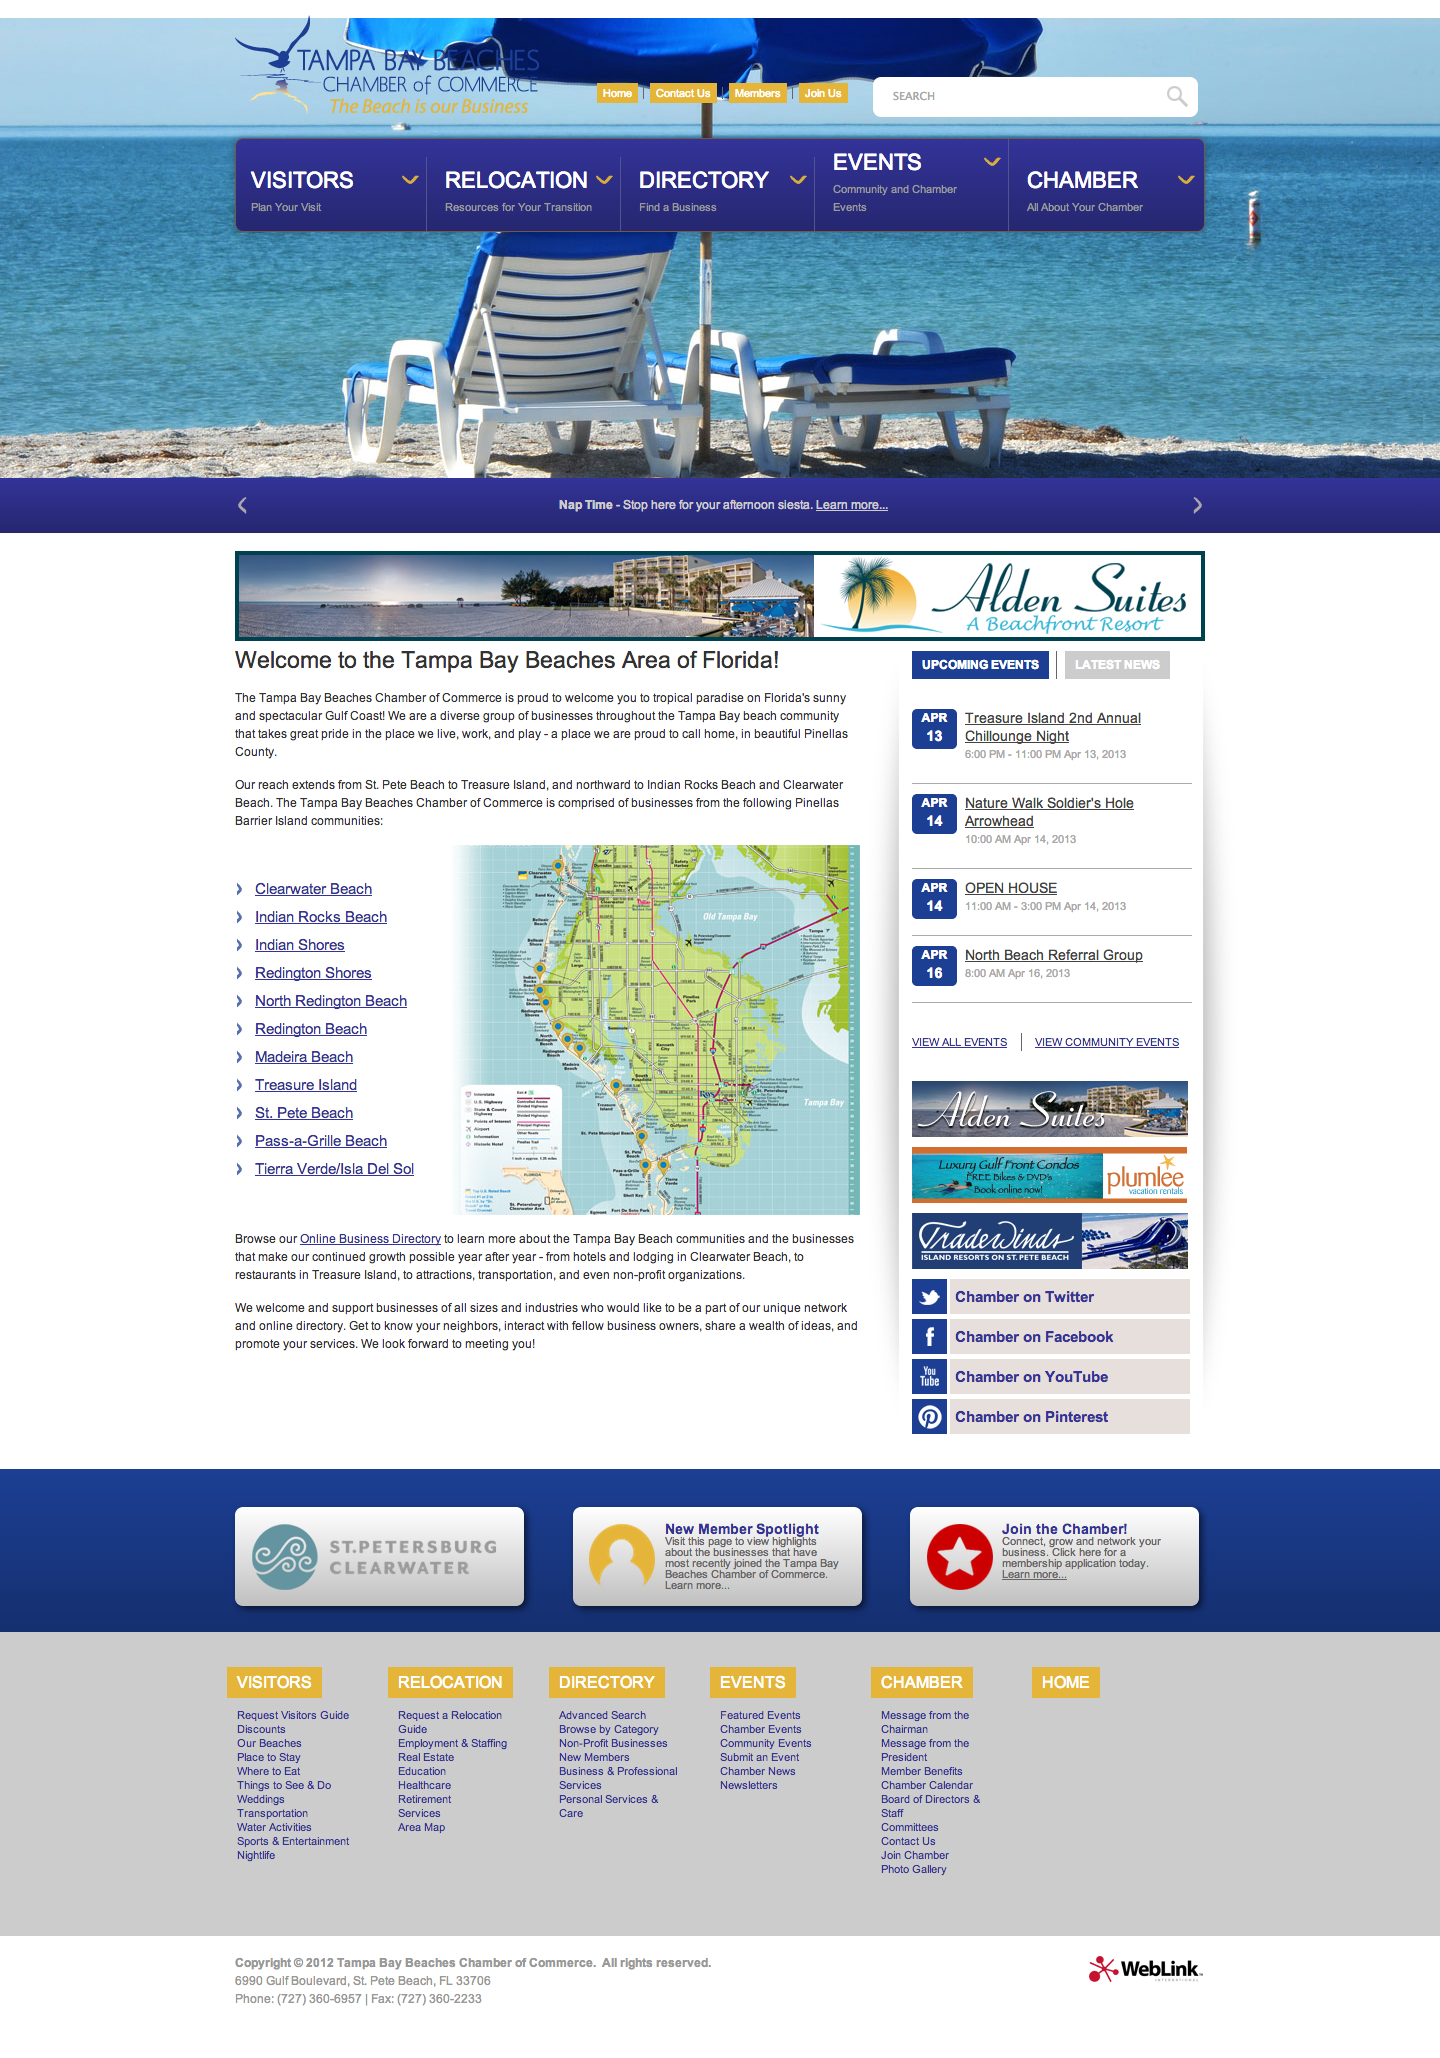 TAMPA BAY BEACHES
CHAMBER of COMMERCE
The Beach is our Business
Home
Contact Us
Members
Join Us
SEARCH
VISITORS
Plan Your Visit
RELOCATION
Resources for Your Transition
DIRECTORY
Find a Business
EVENTS
Community and Chamber
Events
CHAMBER
All About Your Chamber
Nap Time - Stop here for your afternoon siesta. Learn more...
Alden Suites
A Beachfront Resort
Welcome to the Tampa Bay Beaches Area of Florida!
The Tampa Bay Beaches Chamber of Commerce is proud to welcome you to tropical paradise on Florida's sunny
and spectacular Gulf Coast! We are a diverse group of businesses throughout the Tampa Bay beach community
that takes great pride in the place we live, work, and play - a place we are proud to call home, in beautiful Pinellas
County.
Our reach extends from St. Pete Beach to Treasure Island, and northward to Indian Rocks Beach and Clearwater
Beach. The Tampa Bay Beaches Chamber of Commerce is comprised of businesses from the following Pinellas
Barrier Island communities:
Clearwater Beach
Indian Rocks Beach
Indian Shores
Redington Shores
North Redington Beach
Redington Beach
Madeira Beach
Treasure Island
St. Pete Beach
Pass-a-Grille Beach
Tierra Verde/Isla Del Sol
Old Tampa Bay
Tampa Bay
Browse our Online Business Directory to learn more about the Tampa Bay Beach communities and the businesses
that make our continued growth possible year after year - from hotels and lodging in Clearwater Beach, to
restaurants in Treasure Island, to attractions, transportation, and even non-profit organizations.
We welcome and support businesses of all sizes and industries who would like to be a part of our unique network
and online directory. Get to know your neighbors, interact with fellow business owners, share a wealth of ideas, and
promote your services. We look forward to meeting you!
UPCOMING EVENTS
LATEST NEWS
APR
13
Treasure Island 2nd Annual
Chillounge Night
6:00 PM - 11:00 PM Apr 13, 2013
APR
14
Nature Walk Soldier's Hole
Arrowhead
10:00 AM Apr 14, 2013
APR
14
OPEN HOUSE
11:00 AM - 3:00 PM Apr 14, 2013
APR
16
North Beach Referral Group
8:00 AM Apr 16, 2013
VIEW ALL EVENTS
VIEW COMMUNITY EVENTS
Alden Suites
Luxury Gulf Front Condos
FREE Bikes & DVD's
Book online now!
plumlee
vacation rentals
TradeWinds
ISLAND RESORTS ON ST. PETE BEACH
Chamber on Twitter
Chamber on Facebook
You
Tube
Chamber on YouTube
Chamber on Pinterest
ST.PETERSBURG
CLEARWATER
New Member Spotlight
Visit this page to view highlights
about the businesses that have
most recently joined the Tampa Bay
Beaches Chamber of Commerce.
Learn more...
Join the Chamber!
Connect, grow and network your
business. Click here for a
membership application today.
Learn more...
VISITORS
Request Visitors Guide
Discounts
Our Beaches
Place to Stay
Where to Eat
Things to See & Do
Weddings
Transportation
Water Activities
Sports & Entertainment
Nightlife
RELOCATION
Request a Relocation
Guide
Employment & Staffing
Real Estate
Education
Healthcare
Retirement
Services
Area Map
DIRECTORY
Advanced Search
Browse by Category
Non-Profit Businesses
New Members
Business & Professional
Services
Personal Services &
Care
EVENTS
Featured Events
Chamber Events
Community Events
Submit an Event
Chamber News
Newsletters
CHAMBER
Message from the
Chairman
Message from the
President
Member Benefits
Chamber Calendar
Board of Directors &
Staff
Committees
Contact Us
Join Chamber
Photo Gallery
HOME
Copyright © 2012 Tampa Bay Beaches Chamber of Commerce. All rights reserved.
6990 Gulf Boulevard, St. Pete Beach, FL 33706
Phone: (727) 360-6957 | Fax: (727) 360-2233
WebLink
INTERNATIONAL